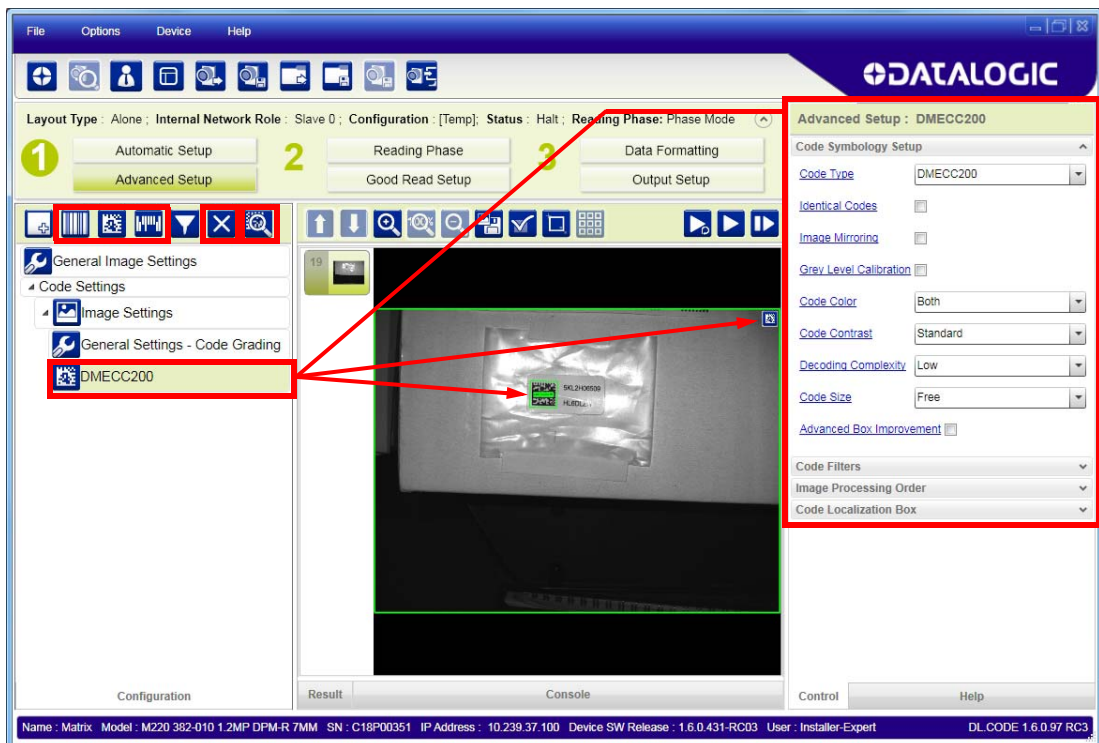 File Options Device Help
DATALOGIC
Layout Type : Alone ; Internal Network Role : Slave 0 ; Configuration : [Temp]; Status : Halt ; Reading Phase: Phase Mode
1 Automatic Setup 2 Reading Phase 3 Data Formatting
Advanced Setup Good Read Setup Output Setup
Advanced Setup : DMECC200
Code Symbology Setup
Code Type DMECC200
Identical Codes
Image Mirroring
Grey Level Calibration
Code Color Both
Code Contrast Standard
Decoding Complexity Low
Code Size Free
Advanced Box Improvement
Code Filters
Image Processing Order
Code Localization Box
General Image Settings
Code Settings
Image Settings
General Settings - Code Grading
DMECC200
100%
19
5KL2H06509
Configuration
Result Console
Control Help
Name : Matrix Model : M220 382-010 1.2MP DPM-R 7MM SN : C18P00351 IP Address : 10.239.37.100 Device SW Release : 1.6.0.431-RC03 User : Installer-Expert DL.CODE 1.6.0.97 RC3